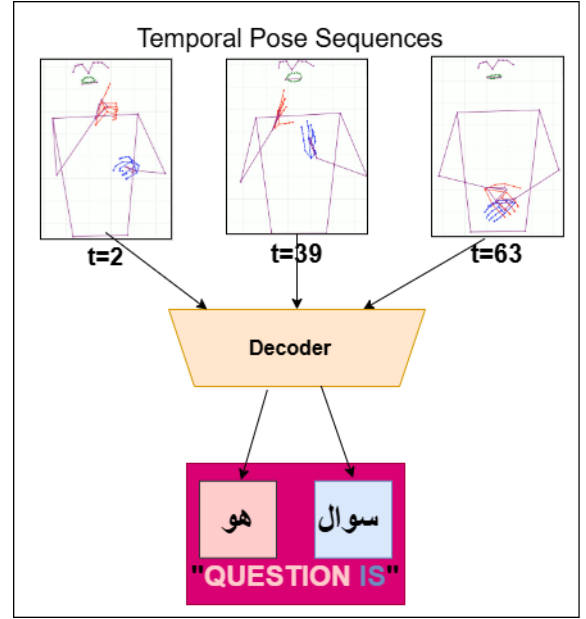 Temporal Pose Sequences
t=2 t=39 t=63
Decoder
هو سوال
"QUESTION IS"